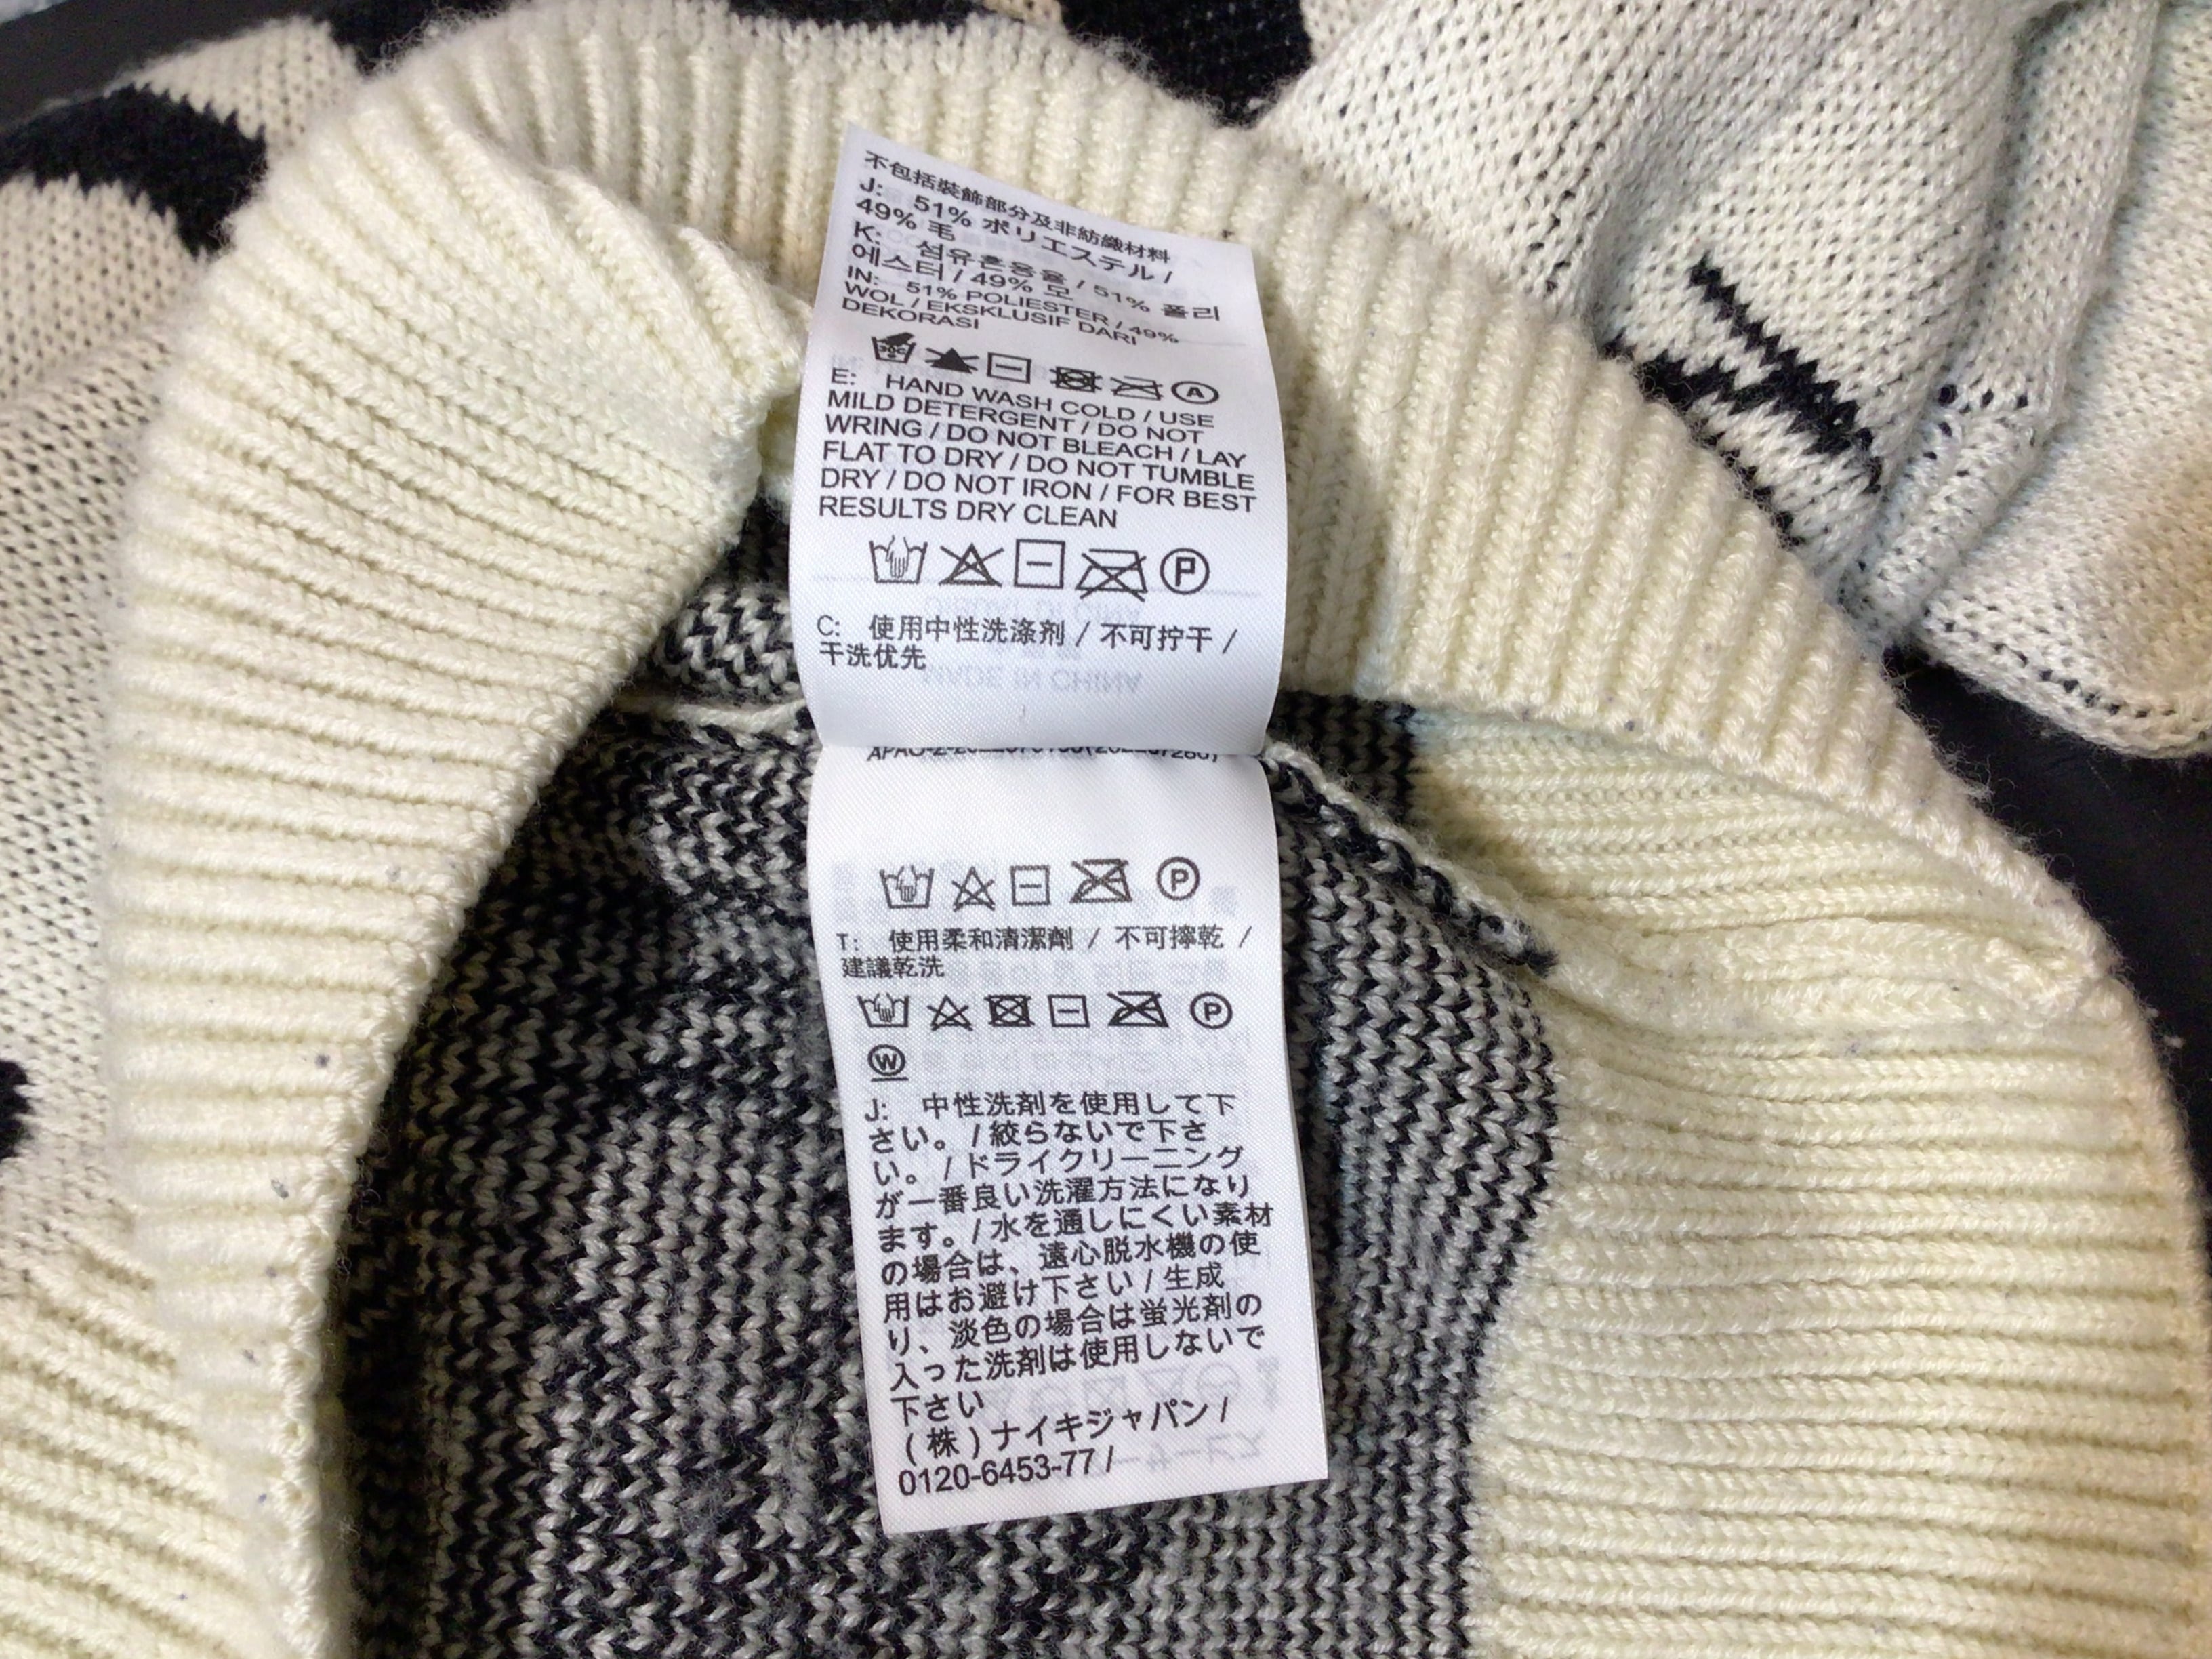 不包括裝飾部分及非紡織材料
J: 51% ポリエステル /
49% 毛
K: 섬유혼용율 / 51% 폴리
에스터 / 49% 모
IN: 51% POLIESTER / 49%
WOL / EKSKLUSIF DARI
DEKORASI
30C A
E: HAND WASH COLD / USE
MILD DETERGENT / DO NOT
WRING / DO NOT BLEACH / LAY
FLAT TO DRY / DO NOT TUMBLE
DRY / DO NOT IRON / FOR BEST
RESULTS DRY CLEAN
P
C: 使用中性洗涤剂 / 不可拧干 /
干洗优先
P
T: 使用柔和清潔劑 / 不可擰乾 /
建議乾洗
P
W
J: 中性洗剤を使用して下
さい。 / 絞らないで下さ
い。 / ドライクリーニング
が一番良い洗濯方法になり
ます。 / 水を通しにくい素材
の場合は、遠心脱水機の使
用はお避け下さい / 生成
り、淡色の場合は蛍光剤の
入った洗剤は使用しないで
下さい
(株)ナイキジャパン /
0120-6453-77 /